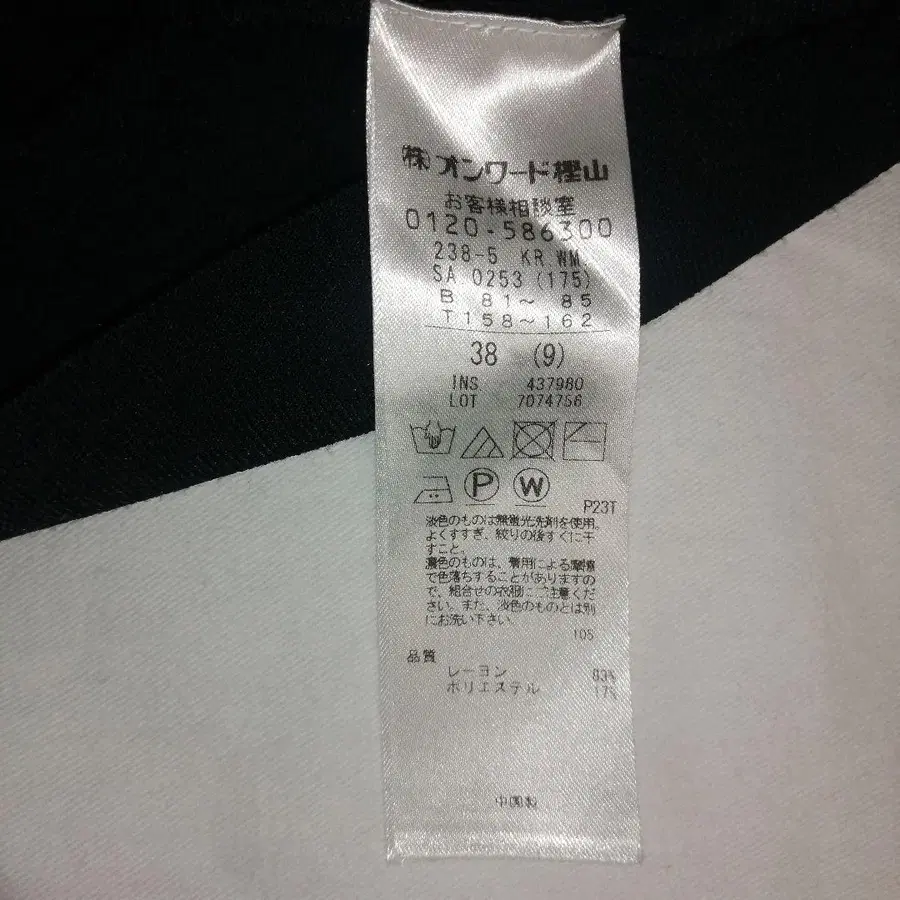 (株)オンワード樫山
お客様相談室
0120-586300
238-5 KR WM
SA 0253 (175)
B 81~ 85
T158~162
38 (9)
INS 437980
LOT 7074756
P W
P23T
淡色のものは無蛍光洗剤を使用。
よくすすぎ、絞りの後すぐに干
すこと。
濃色のものは、着用による摩擦
で色落ちすることがありますの
で、組合せの衣服にご注意くだ
さい。また、淡色のものとは別
にお洗い下さい。
105
品質
レーヨン 83%
ポリエステル 17%
中国製